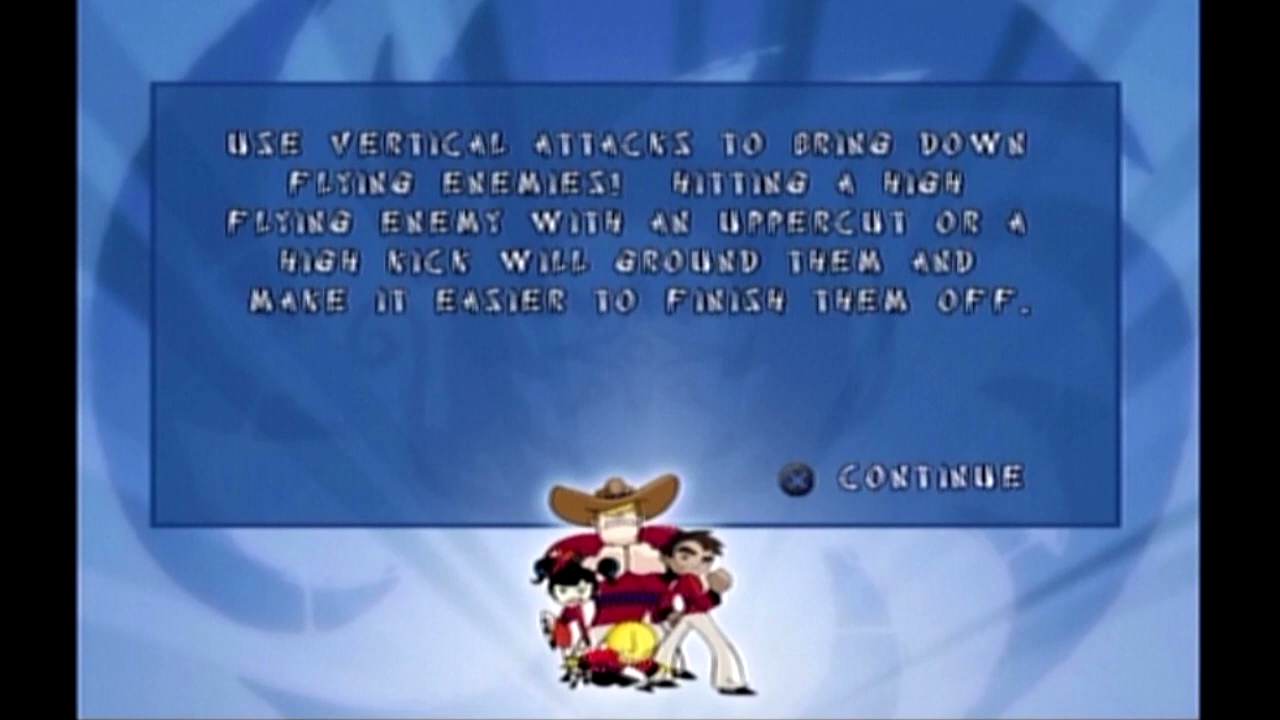 USE VERTICAL ATTACKS TO BRING DOWN
FLYING ENEMIES! HITTING A HIGH
FLYING ENEMY WITH AN UPPERCUT OR A
HIGH KICK WILL GROUND THEM AND
MAKE IT EASIER TO FINISH THEM OFF.
CONTINUE